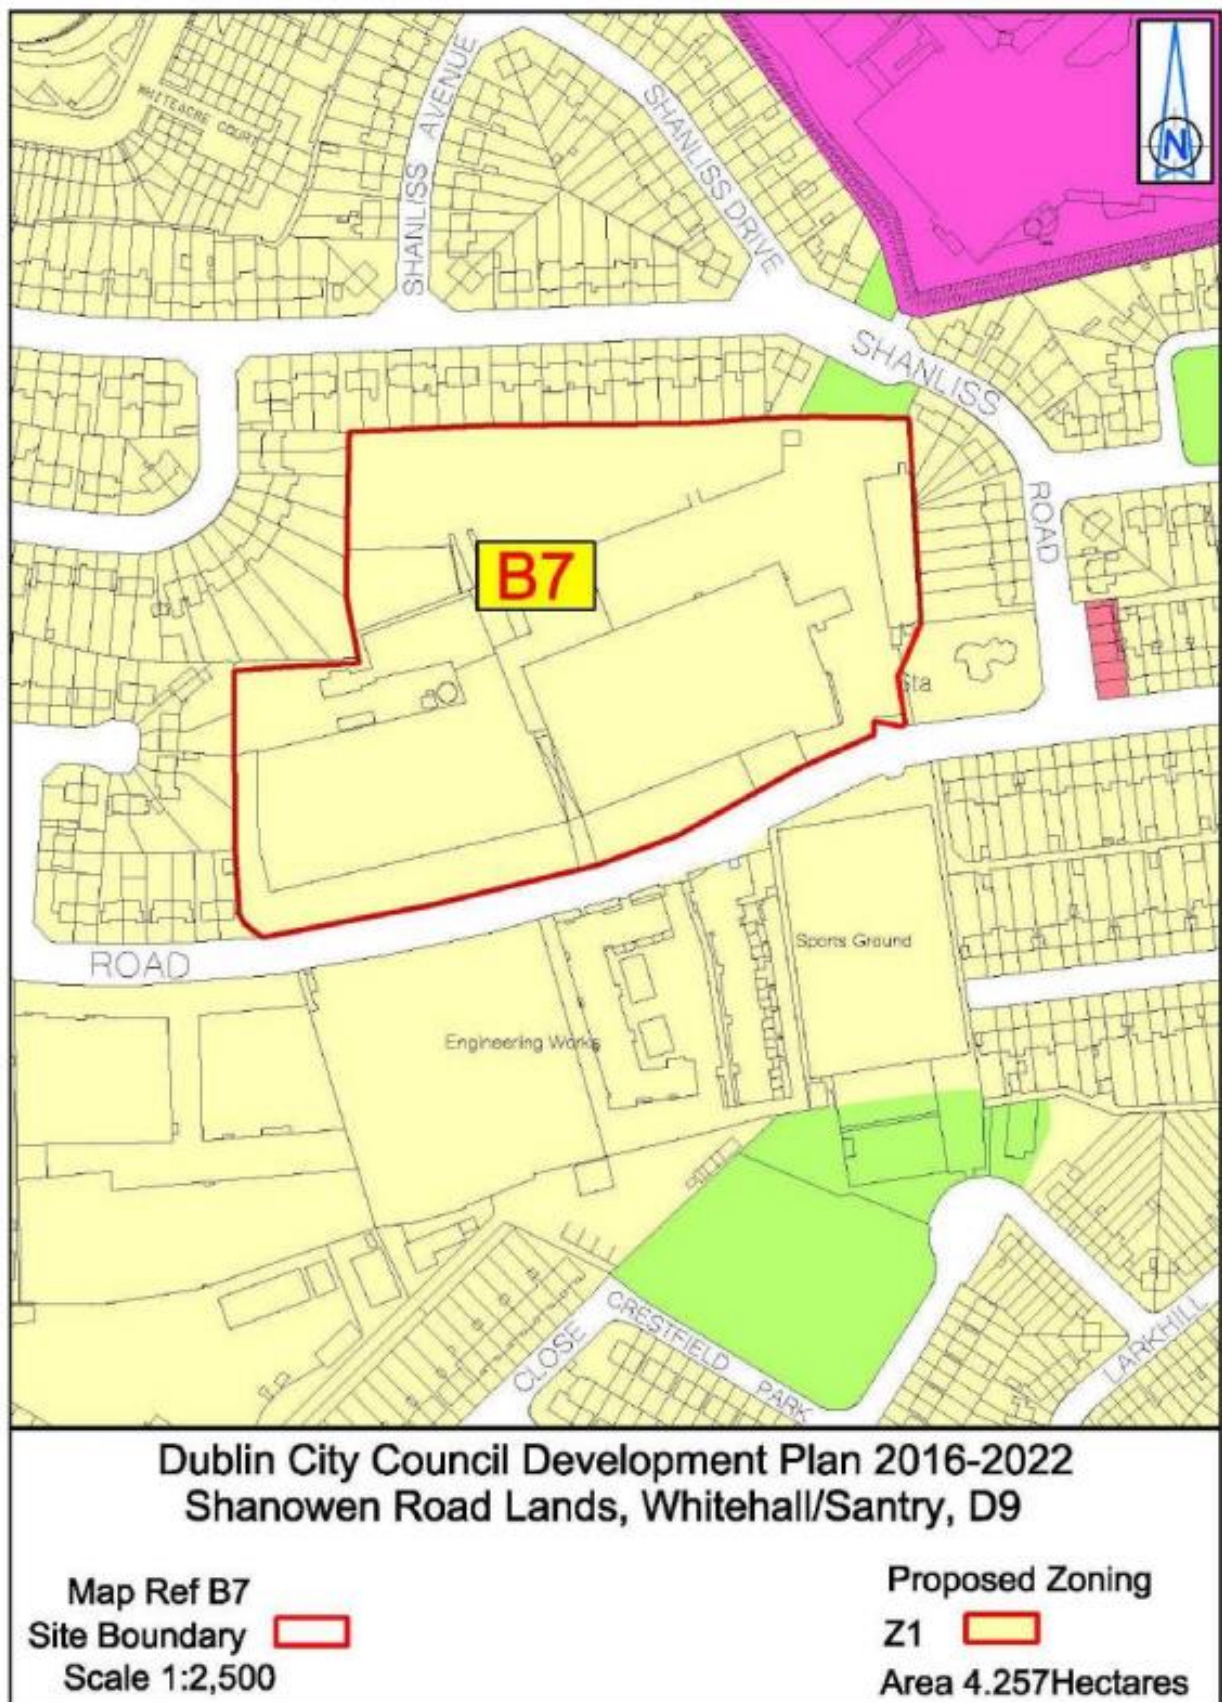 WHITEACRE COURT
SHANLISS AVENUE
SHANLISS DRIVE
N
SHANLISS
ROAD
B7
Sta
ROAD
Sports Ground
Engineering Works
CLOSE
CRESTFIELD
PARK
LARKHILL
Dublin City Council Development Plan 2016-2022
Shanowen Road Lands, Whitehall/Santry, D9
Map Ref B7
Site Boundary
Scale 1:2,500
Proposed Zoning
Z1
Area 4.257Hectares